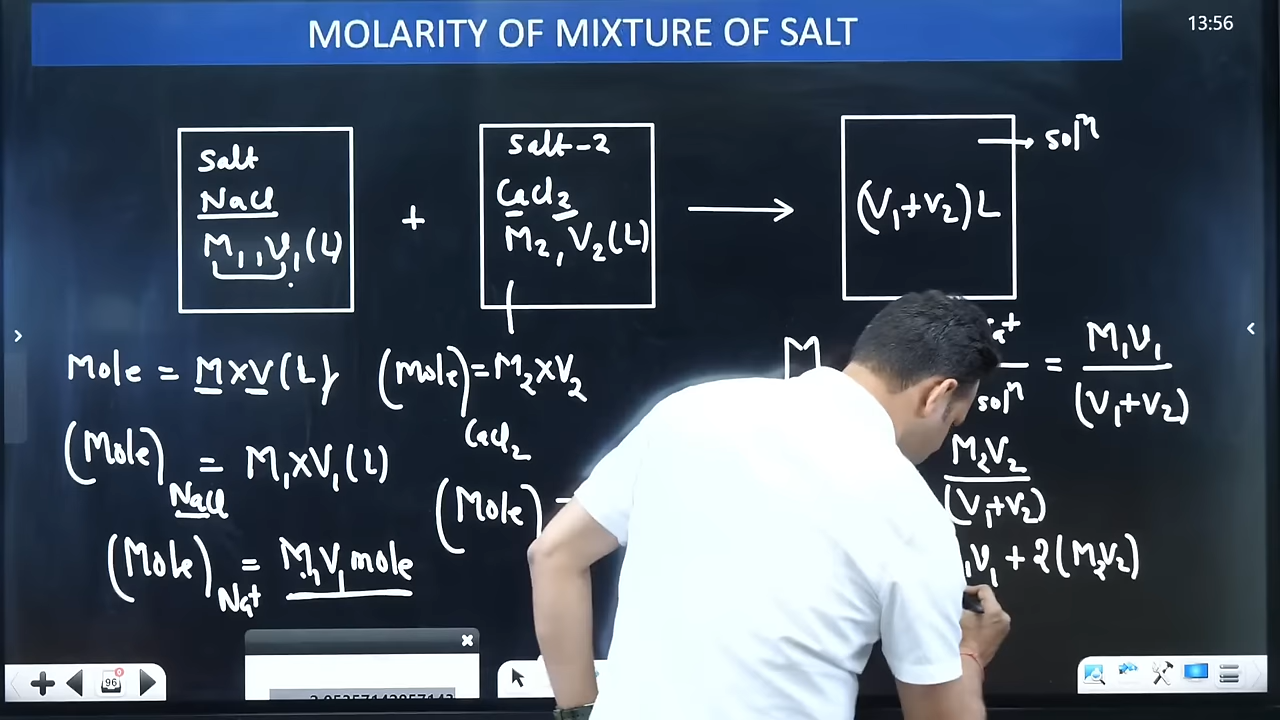 MOLARITY OF MIXTURE OF SALT
13:56
Salt
NaCl
M₁, V₁(L)
+
Salt-2
CaCl₂
M₂, V₂(L)
(V₁+V₂)L
solⁿ
Mole = M×V(L)
(Mole)NaCl = M₁×V₁(L)
(Mole)Na⁺ = M₁V₁ mole
(mole)CaCl₂ = M₂×V₂
(Mole)
M
solⁿ
= M₁V₁/(V₁+V₂)
M₂V₂/(V₁+V₂)
V₁ + 2(M₂V₂)
96